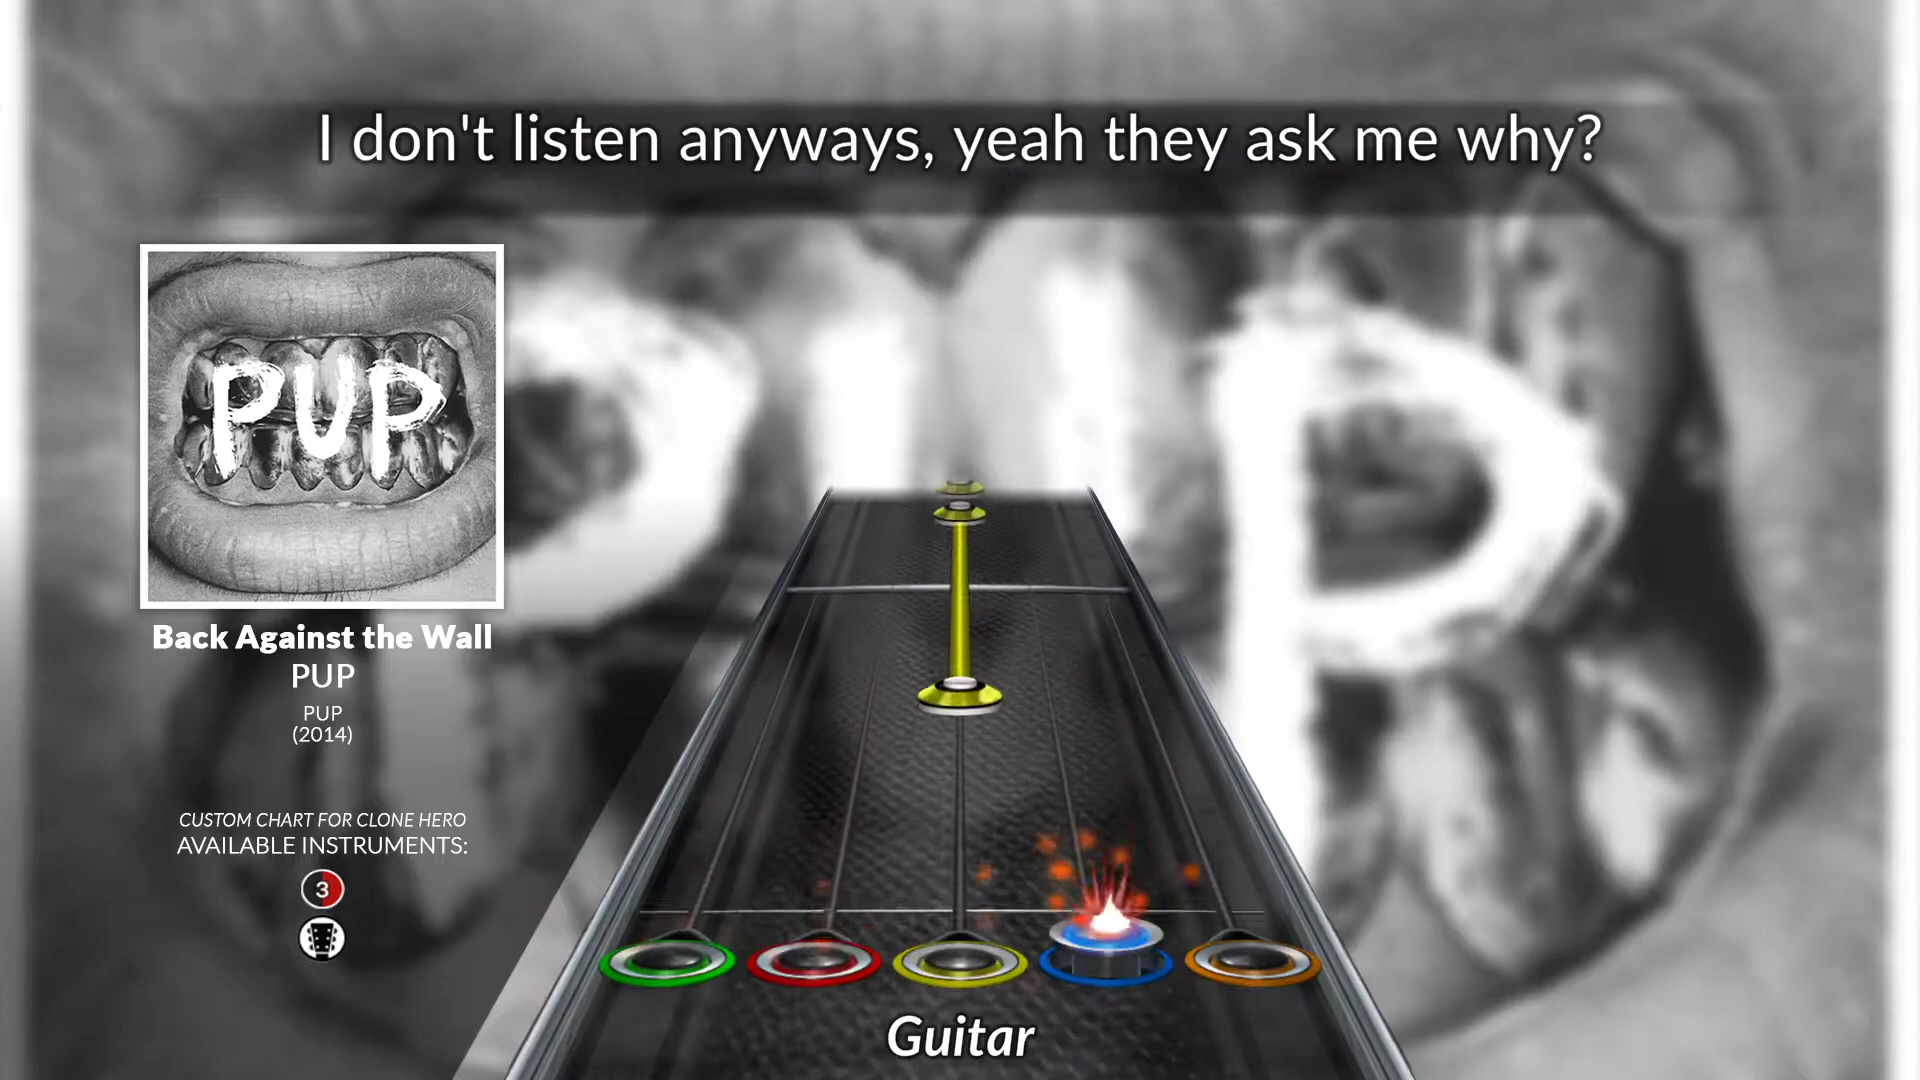 I don't listen anyways, yeah they ask me why?
PUP
Back Against the Wall
PUP
PUP
(2014)
CUSTOM CHART FOR CLONE HERO
AVAILABLE INSTRUMENTS:
3
Guitar